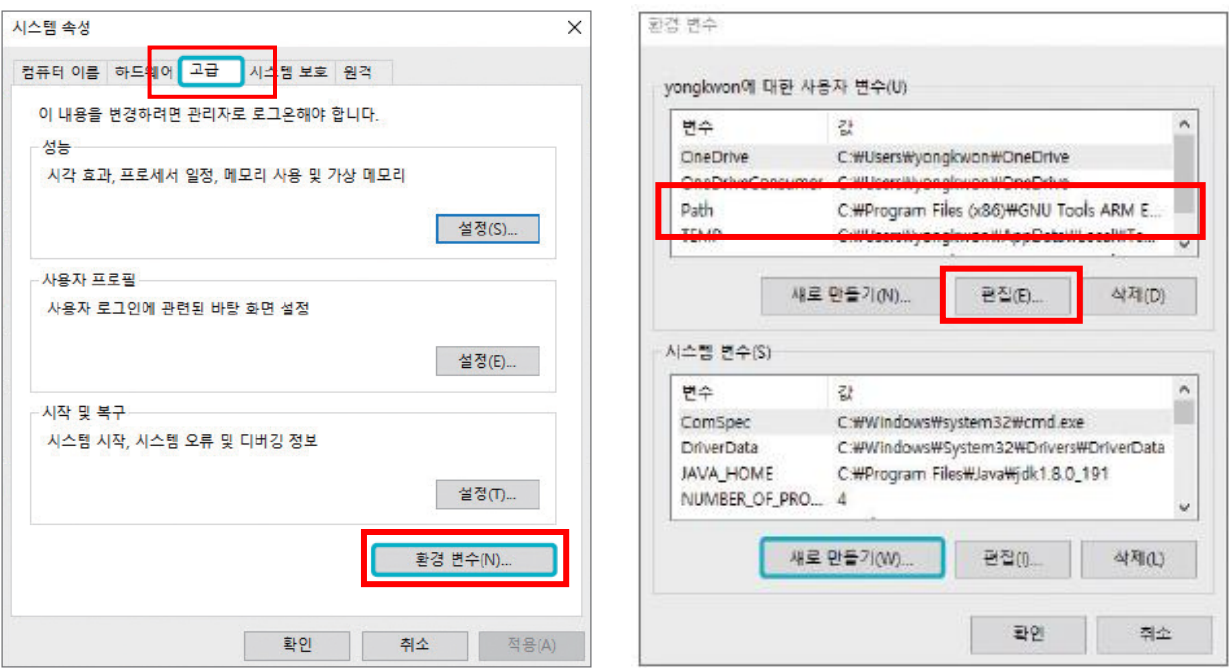 시스템 속성
컴퓨터 이름 하드웨어 고급 시스템 보호 원격
이 내용을 변경하려면 관리자로 로그온해야 합니다.
성능
시각 효과, 프로세서 일정, 메모리 사용 및 가상 메모리
설정(S)...
사용자 프로필
사용자 로그인에 관련된 바탕 화면 설정
설정(E)...
시작 및 복구
시스템 시작, 시스템 오류 및 디버깅 정보
설정(T)...
환경 변수(N)...
확인 취소 적용(A)
환경 변수
yongkwon에 대한 사용자 변수(U)
변수 값
OneDrive C:₩Users₩yongkwon₩OneDrive
OneDriveConsumer C:₩Users₩yongkwon₩OneDrive
Path C:₩Program Files (x86)₩GNU Tools ARM E...
TEMP C:₩Users₩yongkwon₩AppData₩Local₩Te...
새로 만들기(N)... 편집(E)... 삭제(D)
시스템 변수(S)
변수 값
ComSpec C:₩Windows₩system32₩cmd.exe
DriverData C:₩Windows₩System32₩Drivers₩DriverData
JAVA_HOME C:₩Program Files₩Java₩jdk1.8.0_191
NUMBER_OF_PRO... 4
새로 만들기(W)... 편집(I)... 삭제(L)
확인 취소